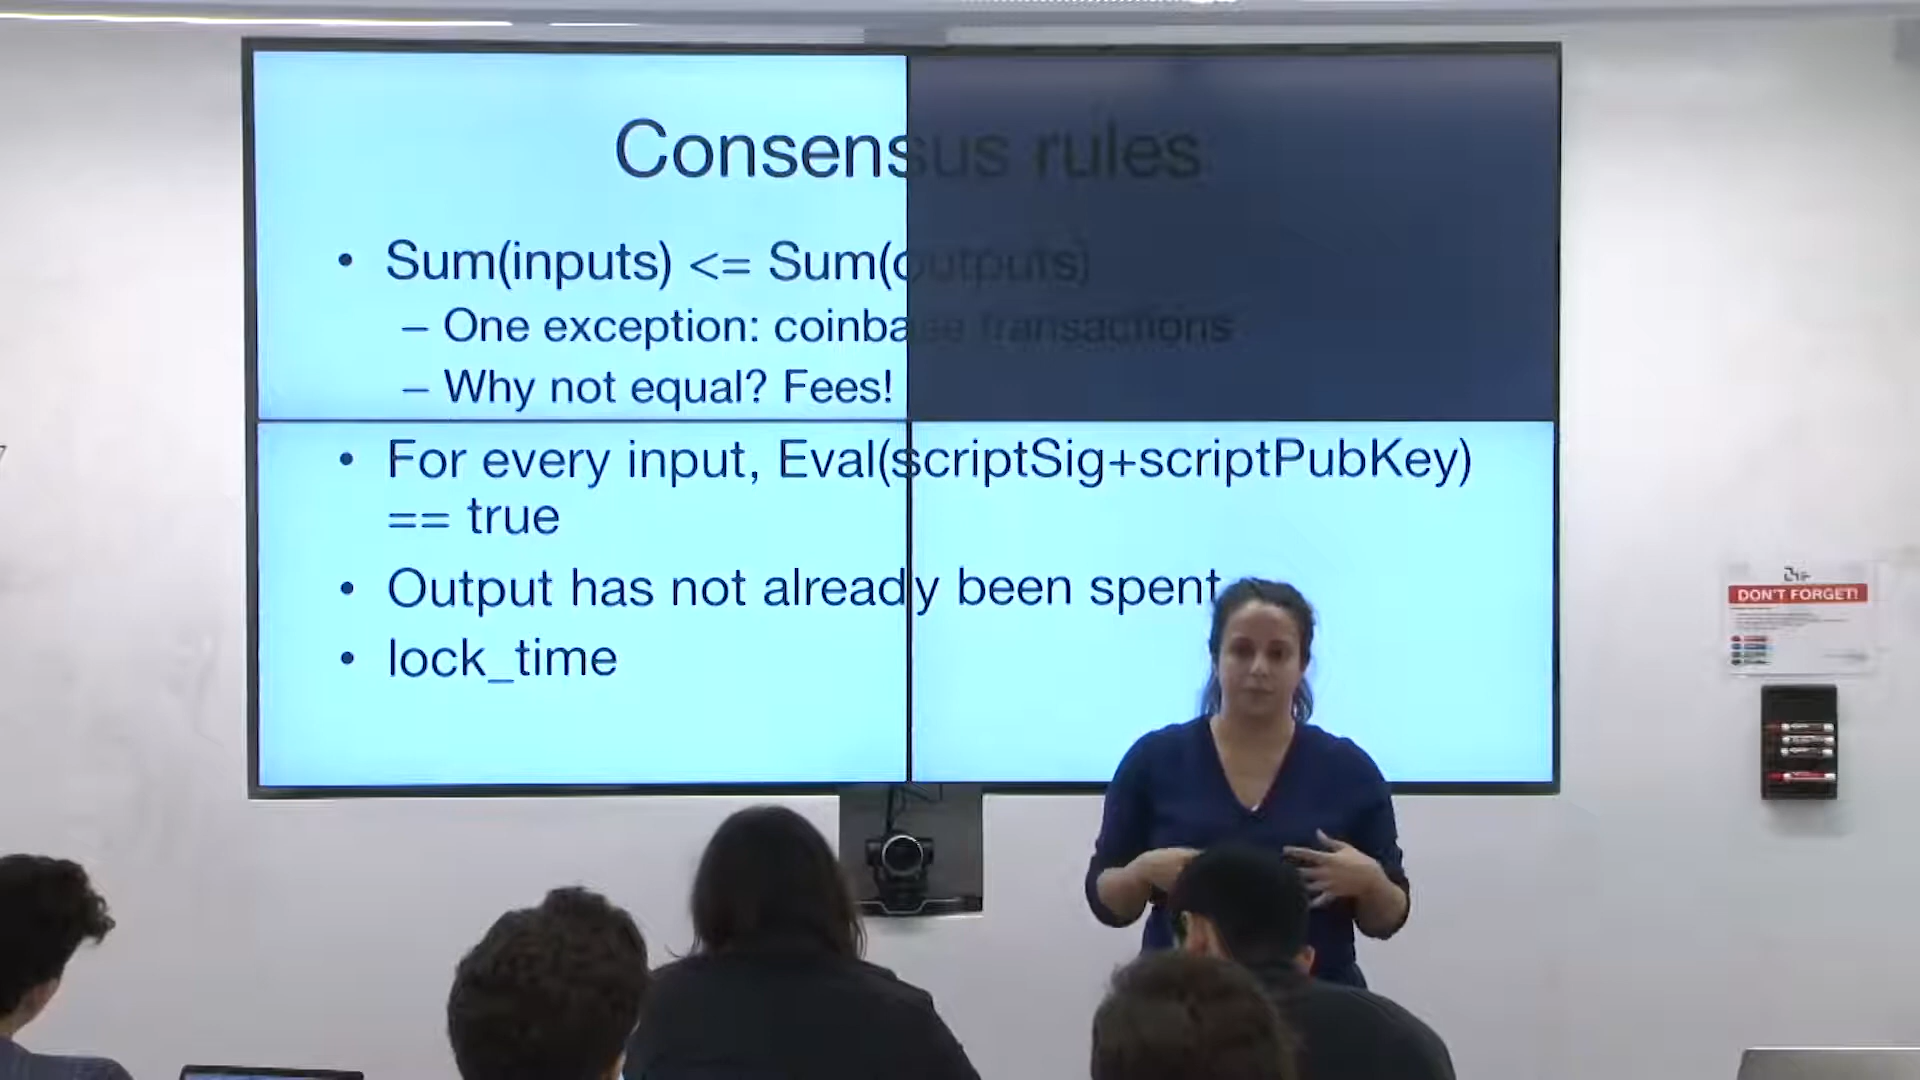 Consensus rules
• Sum(inputs) <= Sum(outputs)
– One exception: coinbase transactions
– Why not equal? Fees!
• For every input, Eval(scriptSig+scriptPubKey)
== true
• Output has not already been spent
• lock_time
DON'T FORGET!